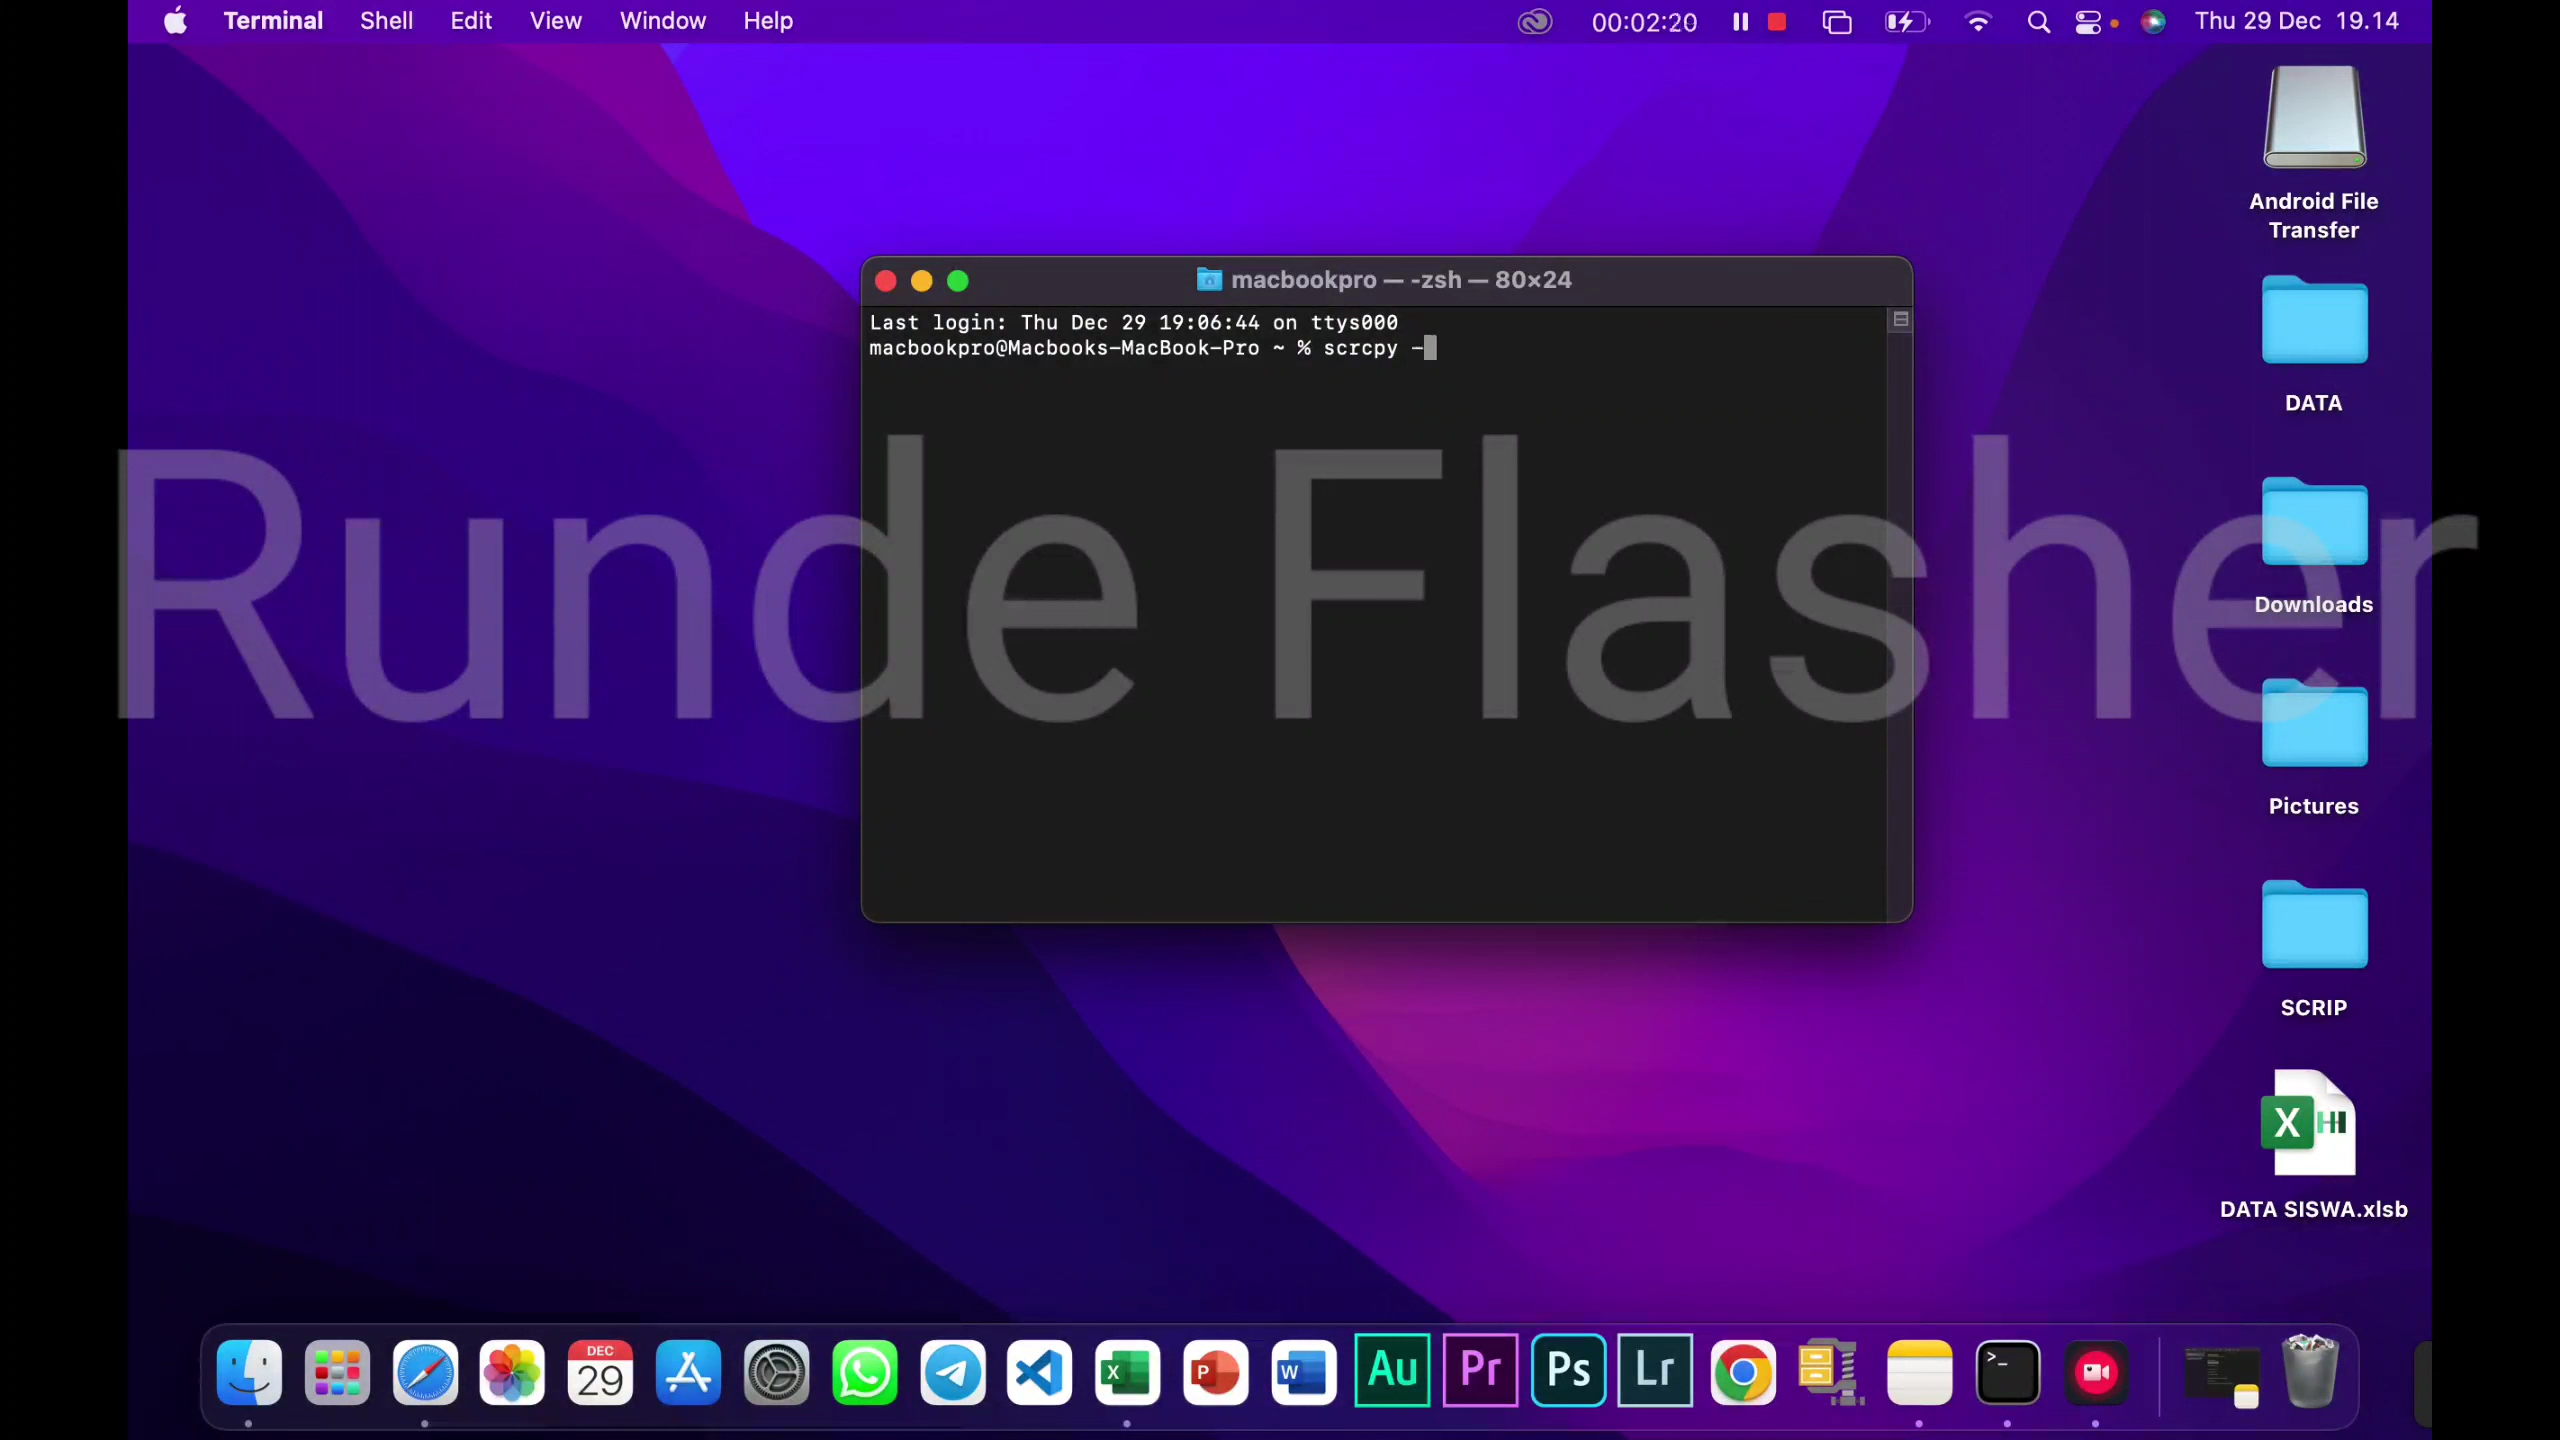 Terminal Shell Edit View Window Help 00:02:20 Thu 29 Dec 19.14
Android File
Transfer
macbookpro — -zsh — 80×24
Last login: Thu Dec 29 19:06:44 on ttys000
macbookpro@Macbooks-MacBook-Pro ~ % scrcpy -
DATA
Runde Flasher
Downloads
Pictures
SCRIP
X
DATA SISWA.xlsb
DEC
29
X
P
W
Au
Pr
Ps
Lr
>_